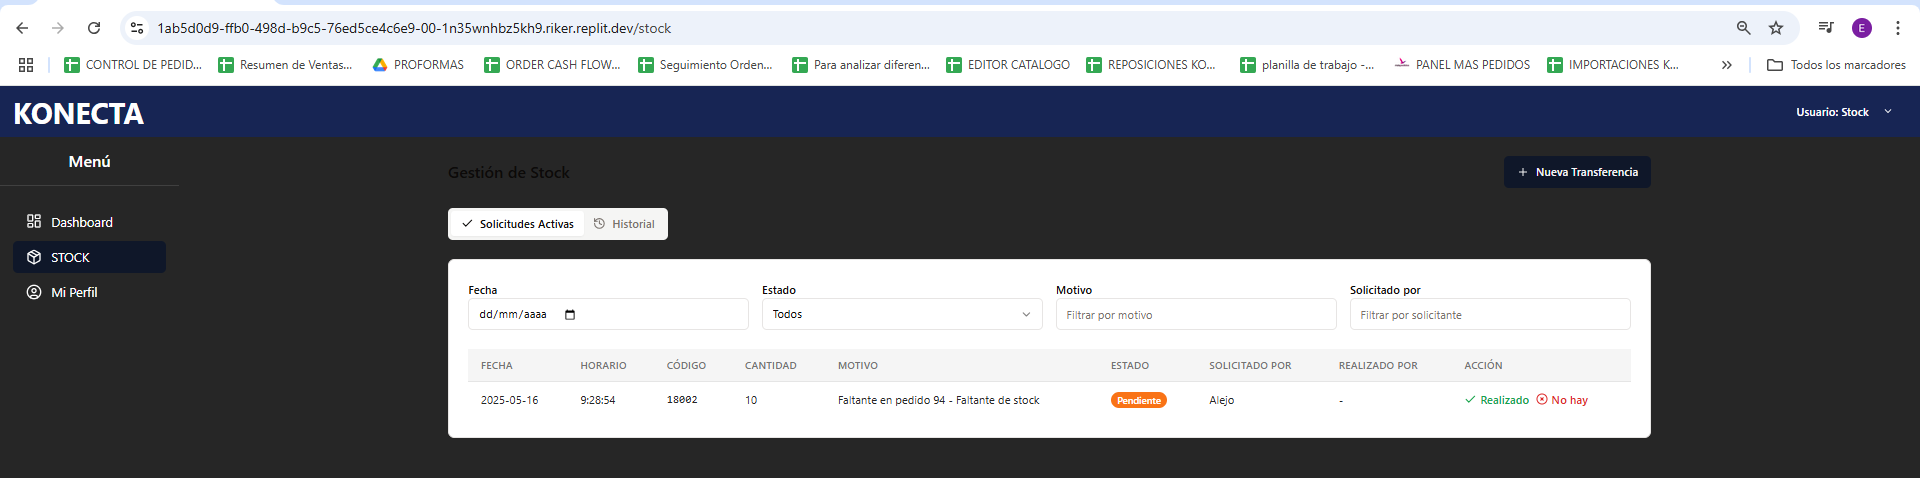 1ab5d0d9-ffb0-498d-b9c5-76ed5ce4c6e9-00-1n35wnhbz5kh9.riker.replit.dev/stock
E
CONTROL DE PEDID... Resumen de Ventas... PROFORMAS ORDER CASH FLOW... Seguimiento Orden... Para analizar diferen... EDITOR CATALOGO REPOSICIONES KO... planilla de trabajo -... PANEL MAS PEDIDOS IMPORTACIONES K... » Todos los marcadores
KONECTA
Usuario: Stock
Menú
Dashboard
STOCK
Mi Perfil
Gestión de Stock
+ Nueva Transferencia
Solicitudes Activas Historial
Fecha Estado Motivo Solicitado por
dd/mm/aaaa Todos Filtrar por motivo Filtrar por solicitante
FECHA HORARIO CÓDIGO CANTIDAD MOTIVO ESTADO SOLICITADO POR REALIZADO POR ACCIÓN
2025-05-16 9:28:54 18002 10 Faltante en pedido 94 - Faltante de stock Pendiente Alejo - Realizado No hay